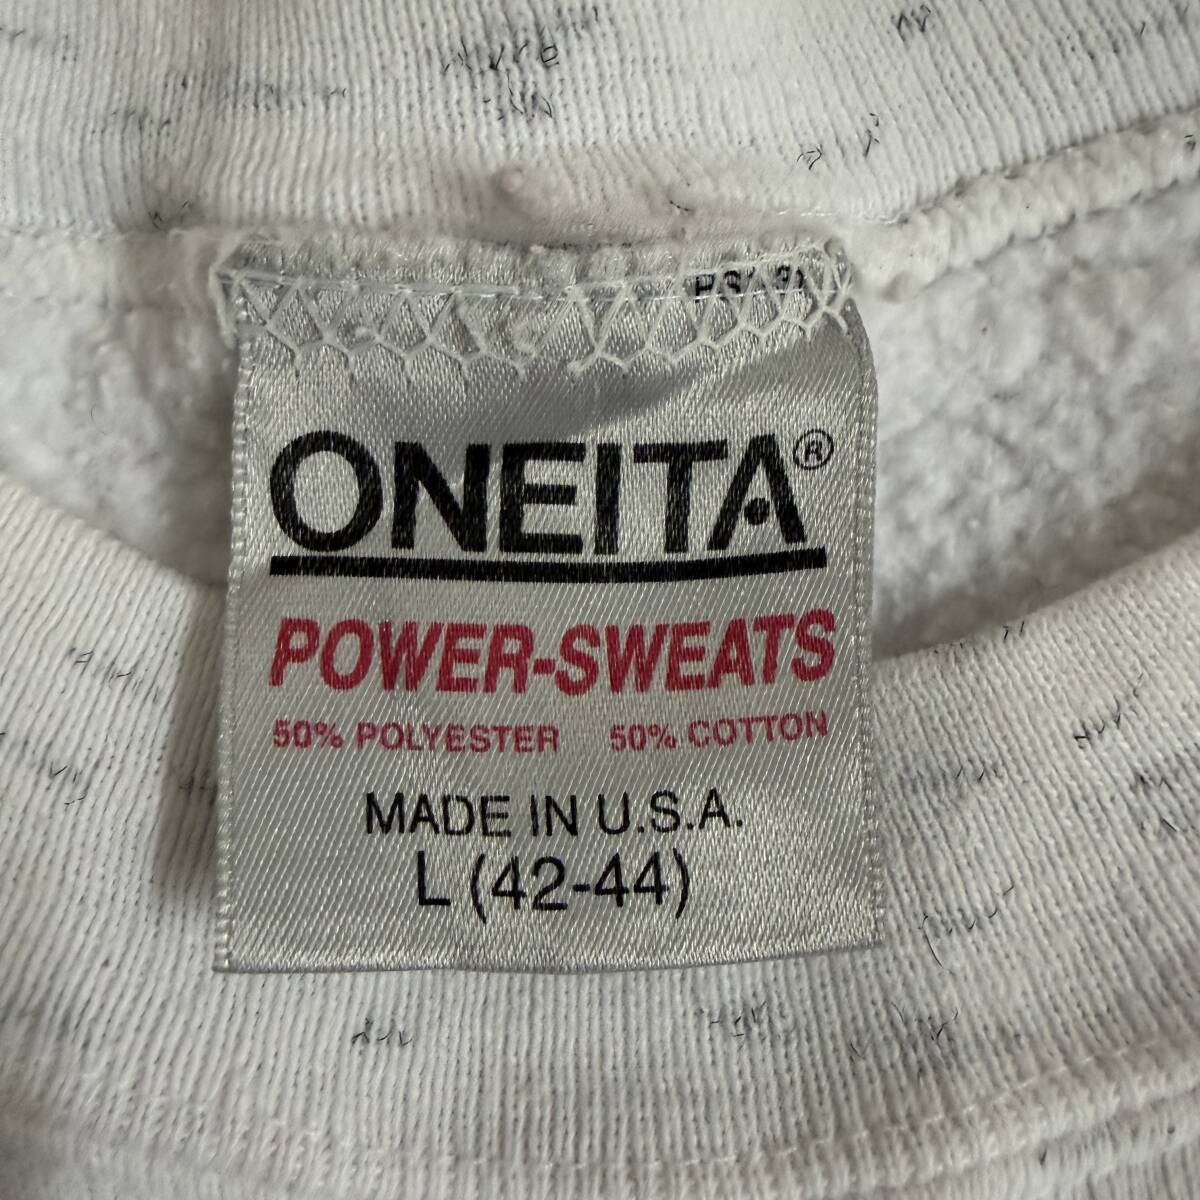 ONEITA®
POWER-SWEATS
50% POLYESTER 50% COTTON
MADE IN U.S.A.
L (42-44)